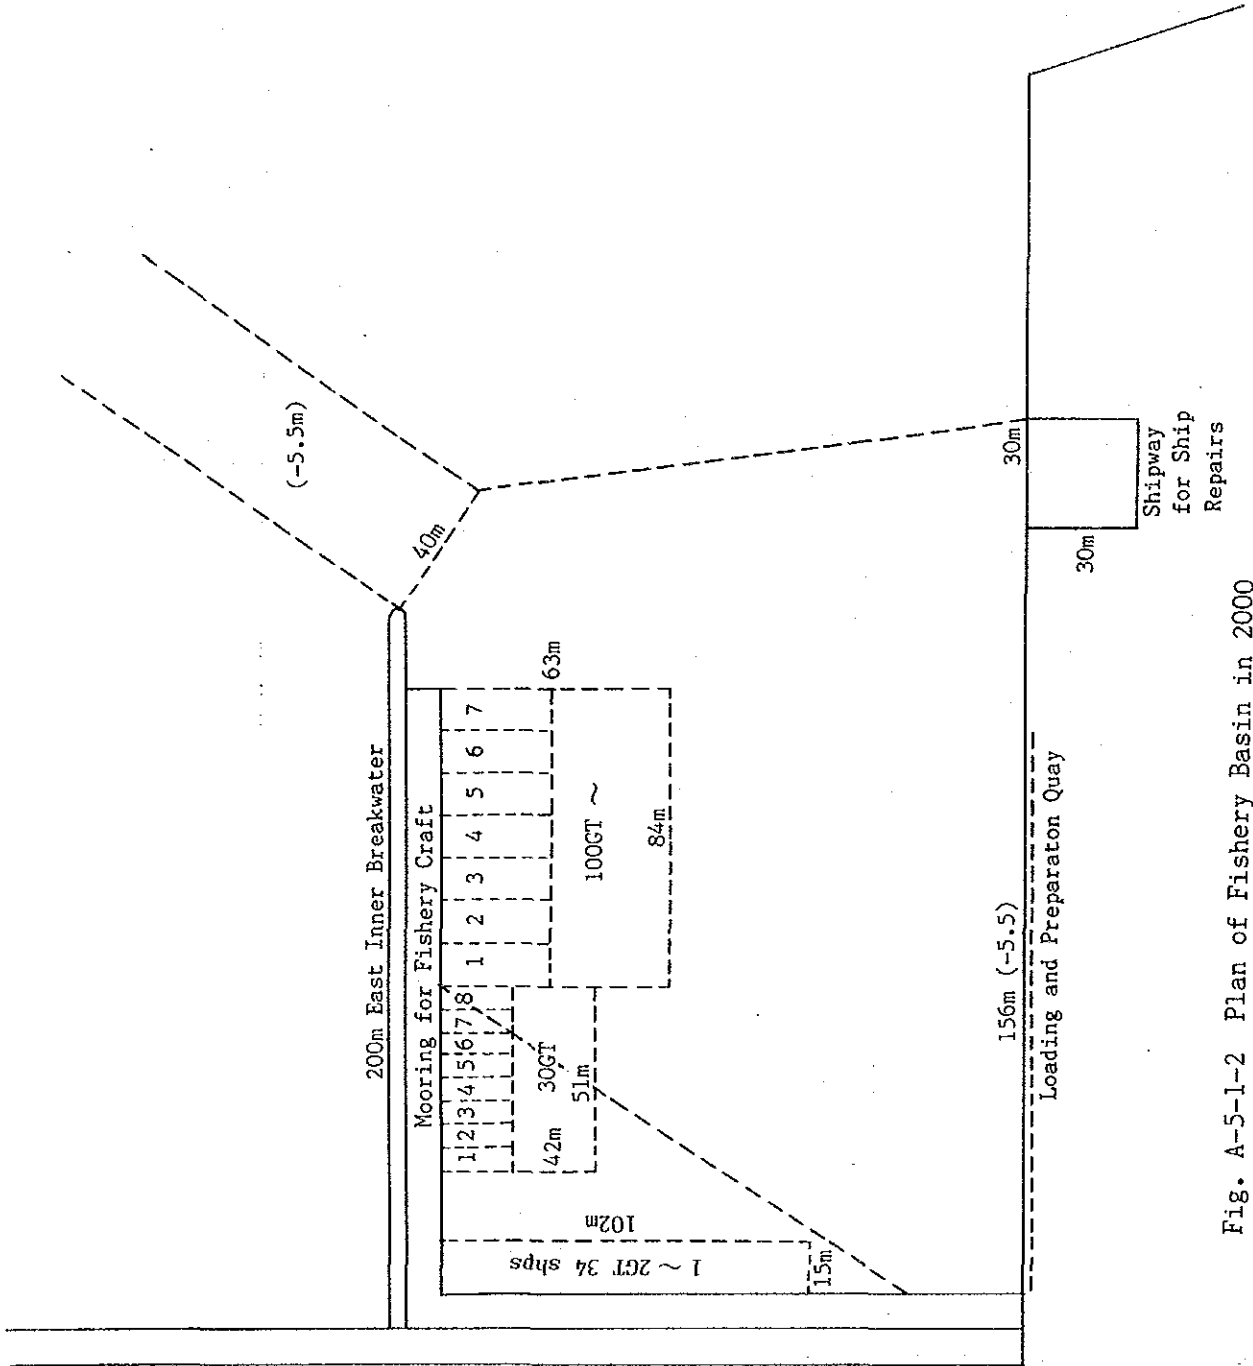 200m East Inner Breakwater
Mooring for Fishery Craft
(-5.5m)
40m
1 2 3 4 5 6 7 8
1 2 3 4 5 6 7
63m
30GT
42m
51m
100GT ~
84m
1 ~ 2GT 34 shps
102m
15m
156m (-5.5)
Loading and Preparaton Quay
30m
30m
Shipway
for Ship
Repairs
Fig. A-5-1-2 Plan of Fishery Basin in 2000